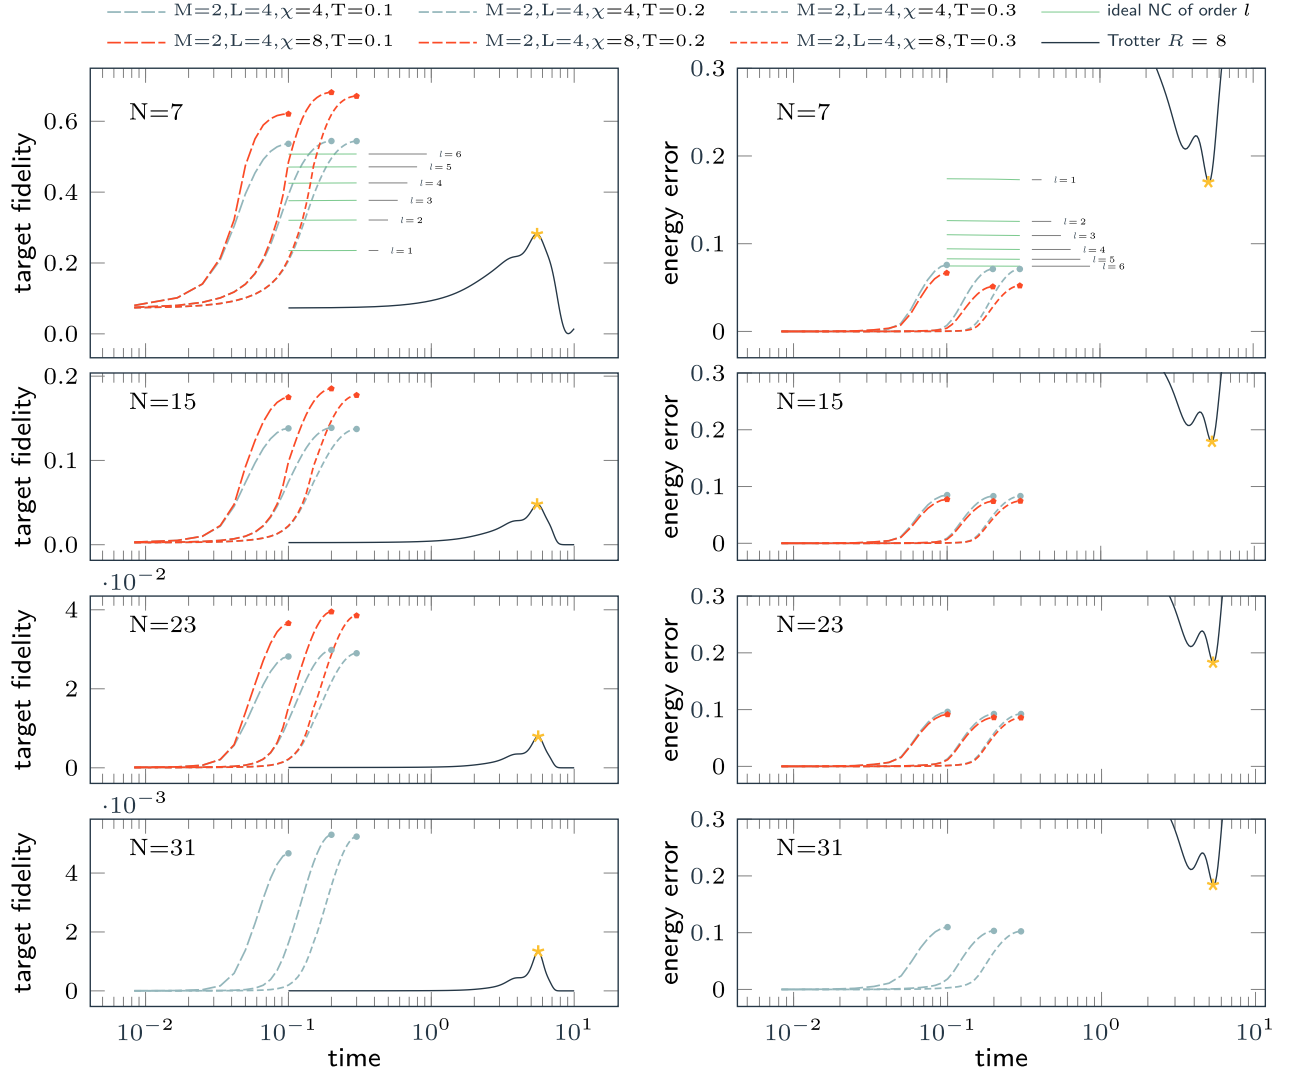 M=2,L=4,χ=4,T=0.1 M=2,L=4,χ=4,T=0.2 M=2,L=4,χ=4,T=0.3 ideal NC of order l
M=2,L=4,χ=8,T=0.1 M=2,L=4,χ=8,T=0.2 M=2,L=4,χ=8,T=0.3 Trotter R = 8
target fidelity
0.6
0.4
0.2
0.0
N=7
l = 6
l = 5
l = 4
l = 3
l = 2
l = 1
energy error
0.3
0.2
0.1
0
N=7
l = 1
l = 2
l = 3
l = 4
l = 5
l = 6
target fidelity
0.2
0.1
0.0
N=15
energy error
0.3
0.2
0.1
0
N=15
·10⁻²
target fidelity
4
2
0
N=23
energy error
0.3
0.2
0.1
0
N=23
·10⁻³
target fidelity
4
2
0
N=31
10⁻² 10⁻¹ 10⁰ 10¹
time
energy error
0.3
0.2
0.1
0
N=31
10⁻² 10⁻¹ 10⁰ 10¹
time